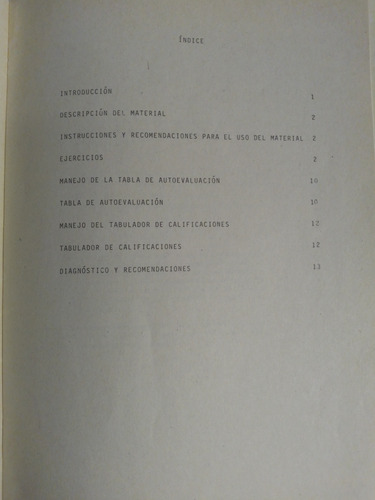 ÍNDICE
INTRODUCCIÓN 1
DESCRIPCIÓN DEL MATERIAL 2
INSTRUCCIONES Y RECOMENDACIONES PARA EL USO DEL MATERIAL 2
EJERCICIOS 2
MANEJO DE LA TABLA DE AUTOEVALUACIÓN 10
TABLA DE AUTOEVALUACIÓN 10
MANEJO DEL TABULADOR DE CALIFICACIONES
TABULADOR DE CALIFICACIONES 12
DIAGNÓSTICO Y RECOMENDACIONES